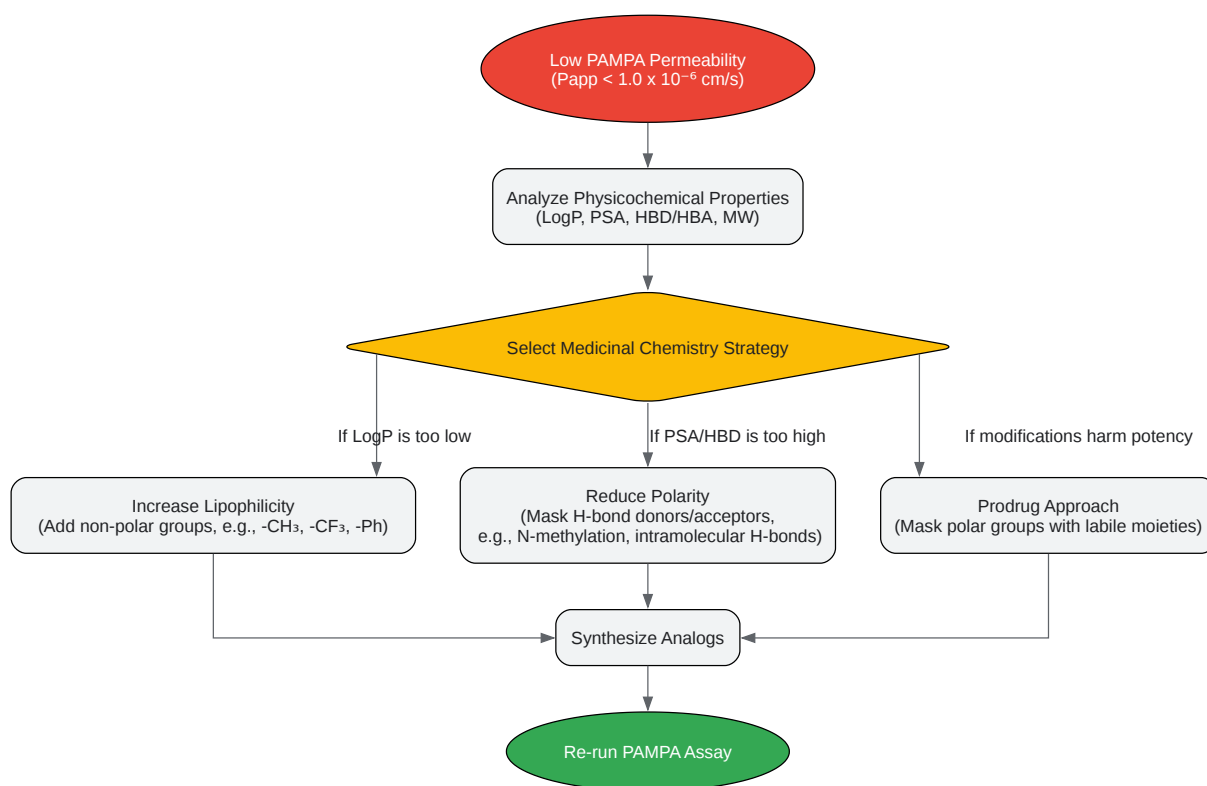 Low PAMPA Permeability
(Papp < 1.0 x 10⁻⁶ cm/s)
Analyze Physicochemical Properties
(LogP, PSA, HBD/HBA, MW)
Select Medicinal Chemistry Strategy
If LogP is too low
If PSA/HBD is too high
If modifications harm potency
Increase Lipophilicity
(Add non-polar groups, e.g., -CH₃, -CF₃, -Ph)
Reduce Polarity
(Mask H-bond donors/acceptors,
e.g., N-methylation, intramolecular H-bonds)
Prodrug Approach
(Mask polar groups with labile moieties)
Synthesize Analogs
Re-run PAMPA Assay